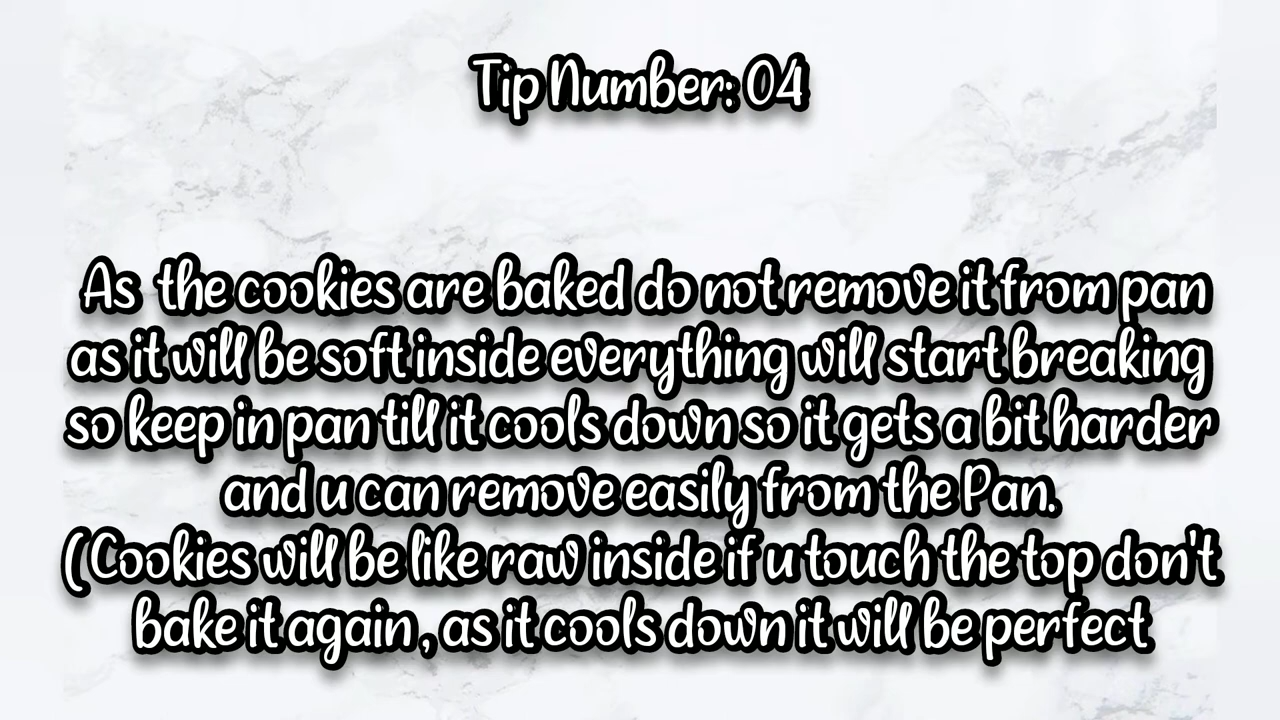 Tip Number: 04
As the cookies are baked do not remove it from pan
as it will be soft inside everything will start breaking
so keep in pan till it cools down so it gets a bit harder
and u can remove easily from the Pan.
(Cookies will be like raw inside if u touch the top don't
bake it again, as it cools down it will be perfect